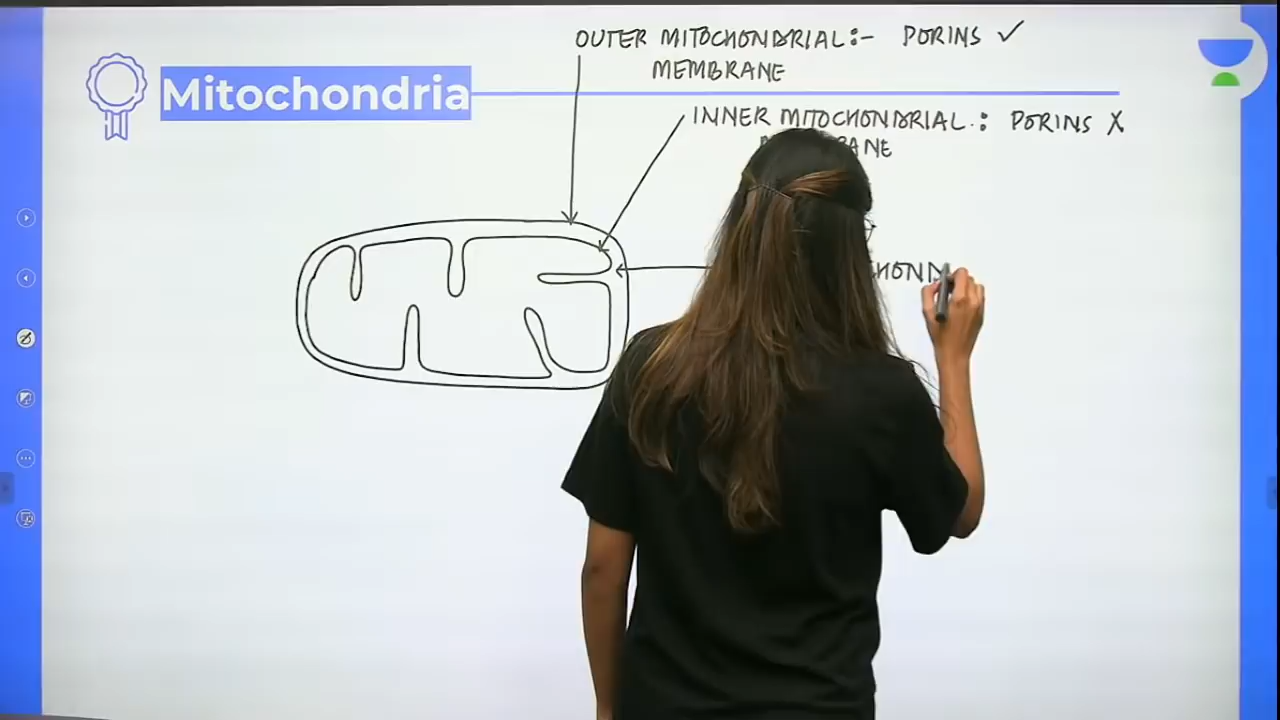 OUTER MITOCHONDRIAL:- PORINS ✓
MEMBRANE
Mitochondria
INNER MITOCHONDRIAL.: PORINS X